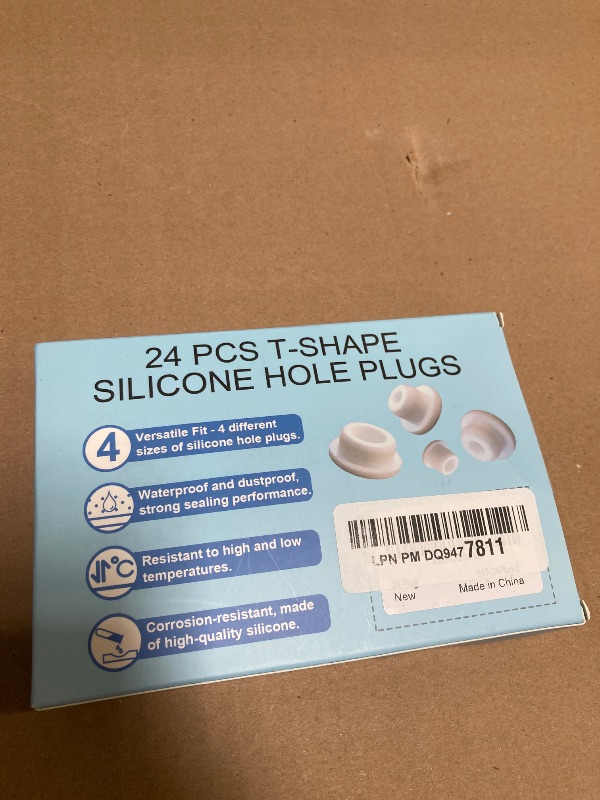 24 PCS T-SHAPE
SILICONE HOLE PLUGS
4
Versatile Fit - 4 different
sizes of silicone hole plugs.
Waterproof and dustproof,
strong sealing performance.
°C
Resistant to high and low
temperatures.
Corrosion-resistant, made
of high-quality silicone.
LPN PM DQ947 7811
New Made in China